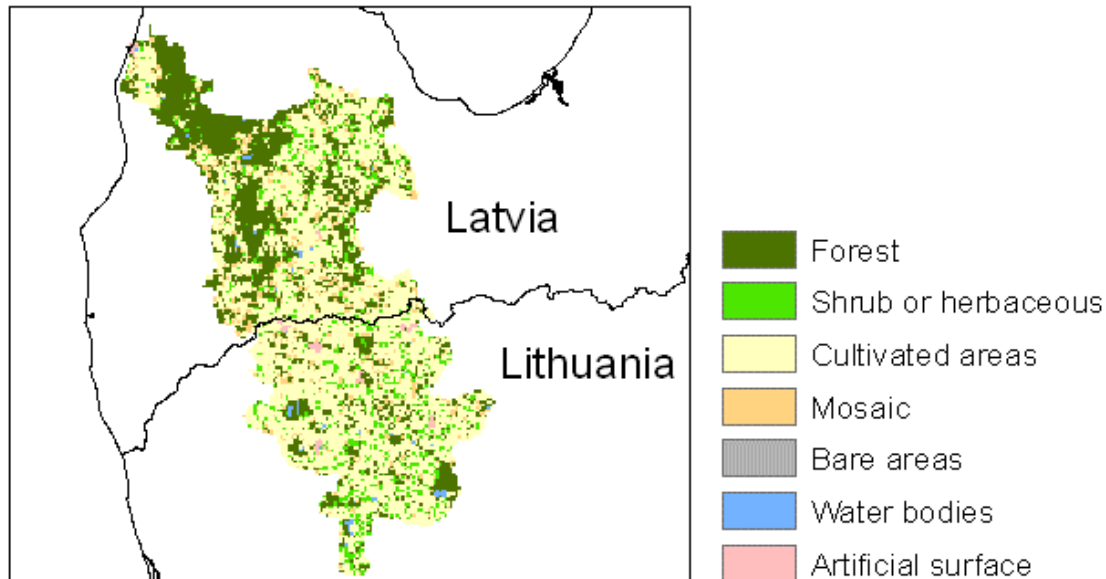 Latvia
Lithuania
Forest
Shrub or herbaceous
Cultivated areas
Mosaic
Bare areas
Water bodies
Artificial surface